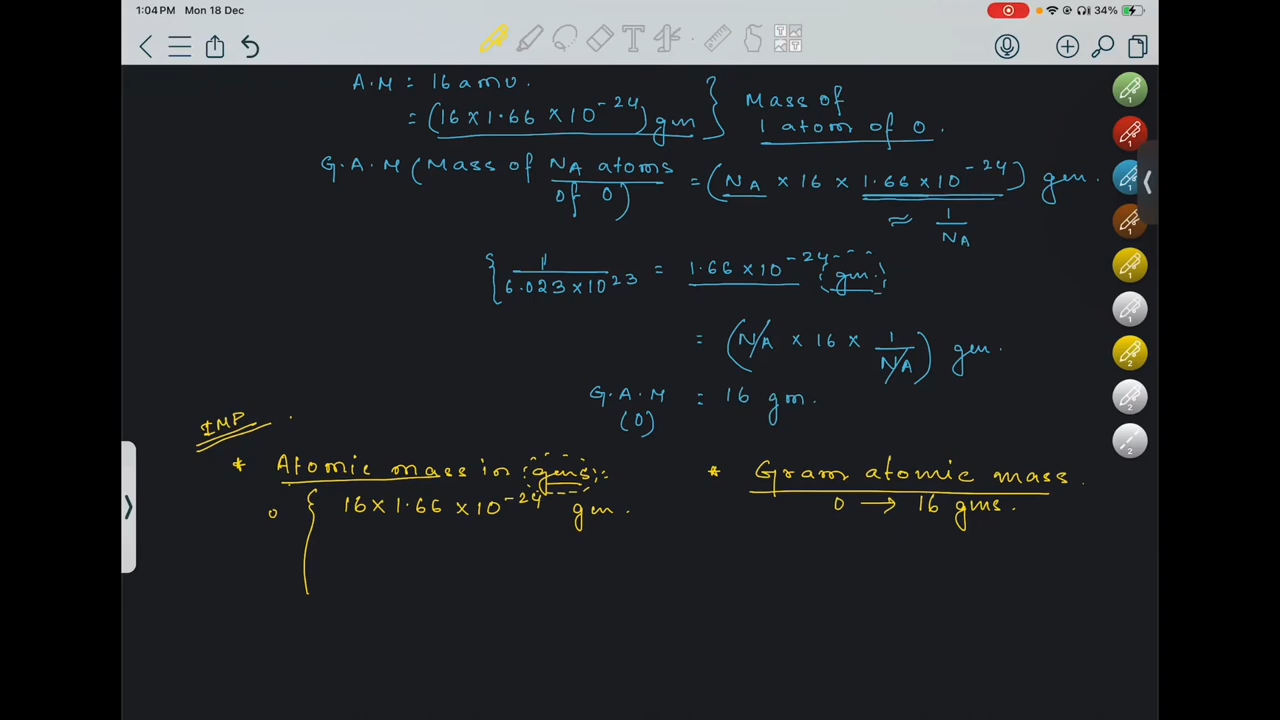 1:04 PM Mon 18 Dec
34%
A.M = 16 amu.
= (16 × 1.66 × 10⁻²⁴) gm } Mass of
1 atom of O.
G.A.M (Mass of NA atoms of O) = (NA × 16 × 1.66 × 10⁻²⁴) gm.
≈ 1/NA
{ 1/6.023 × 10²³ = 1.66 × 10⁻²⁴ gm.
= (NA × 16 × 1/NA) gm.
G.A.M (O) = 16 gm.
IMP
* Atomic mass in gms.
O { 16 × 1.66 × 10⁻²⁴ gm.
* Gram atomic mass.
O → 16 gms.